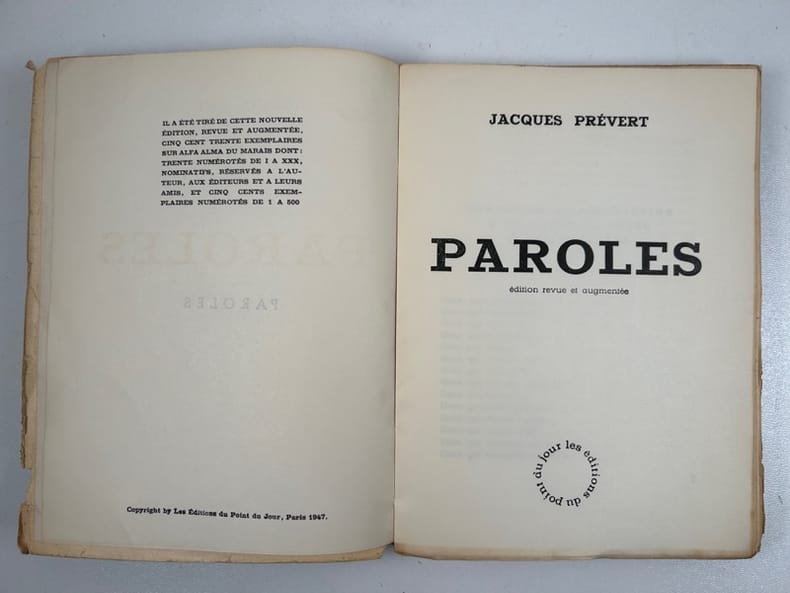 IL A ÉTÉ TIRÉ DE CETTE NOUVELLE
ÉDITION, REVUE ET AUGMENTÉE,
CINQ CENT TRENTE EXEMPLAIRES
SUR ALFA ALMA DU MARAIS DONT :
TRENTE NUMÉROTÉS DE I A XXX,
NOMINATIFS, RÉSERVÉS A L'AU-
TEUR, AUX ÉDITEURS ET A LEURS
AMIS, ET CINQ CENTS EXEM-
PLAIRES NUMÉROTÉS DE 1 A 500
PAROLES
PAROLES
Copyright by Les Éditions du Point du Jour, Paris 1947.
JACQUES PRÉVERT
PAROLES
édition revue et augmentée
les éditions du point du jour